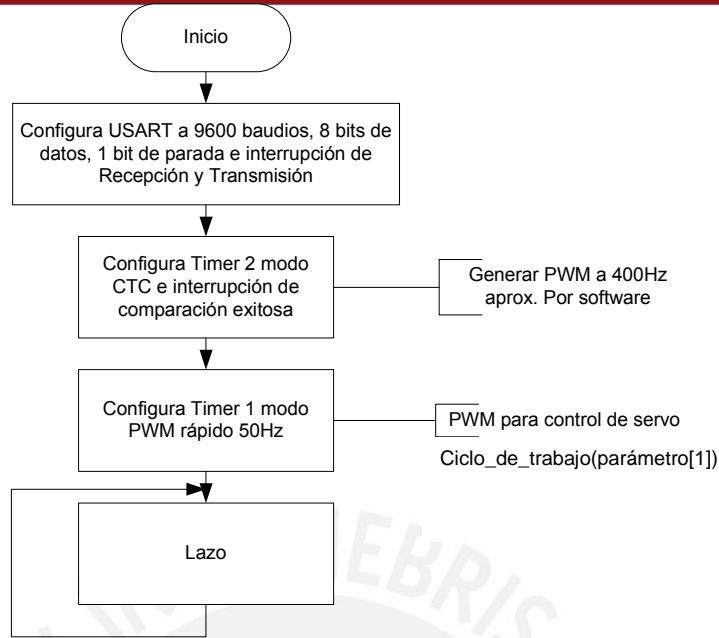 Inicio
Configura USART a 9600 baudios, 8 bits de
datos, 1 bit de parada e interrupción de
Recepción y Transmisión
Configura Timer 2 modo
CTC e interrupción de
comparación exitosa
Generar PWM a 400Hz
aprox. Por software
Configura Timer 1 modo
PWM rápido 50Hz
PWM para control de servo
Ciclo_de_trabajo(parámetro[1])
Lazo